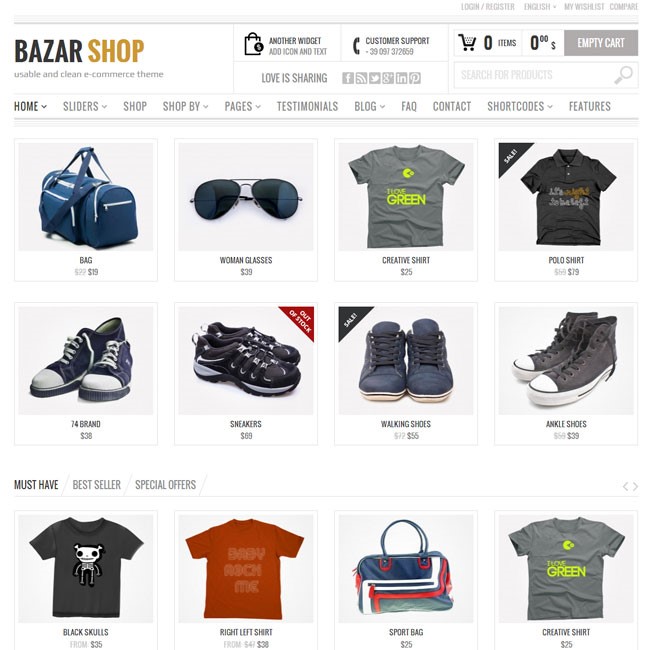 LOGIN / REGISTER ENGLISH MY WISHLIST COMPARE
BAZAR SHOP
usable and clean e-commerce theme
ANOTHER WIDGET
ADD ICON AND TEXT
CUSTOMER SUPPORT
- 39 097 372659
0 ITEMS
0.00 $
EMPTY CART
LOVE IS SHARING
SEARCH FOR PRODUCTS
HOME SLIDERS SHOP SHOP BY PAGES TESTIMONIALS BLOG FAQ CONTACT SHORTCODES FEATURES
I LOVE
GREEN
SALE!
BAG
$22 $19
WOMAN GLASSES
$39
CREATIVE SHIRT
$25
POLO SHIRT
$79
OUT
OF STOCK
SALE!
74 BRAND
$38
SNEAKERS
$69
WALKING SHOES
$72 $55
ANKLE SHOES
$59 $39
MUST HAVE BEST SELLER SPECIAL OFFERS
BABY
ROCK
ME
I LOVE
GREEN
BLACK SKULLS
FROM $35
RIGHT LEFT SHIRT
FROM $47 $38
SPORT BAG
$25
CREATIVE SHIRT
$25